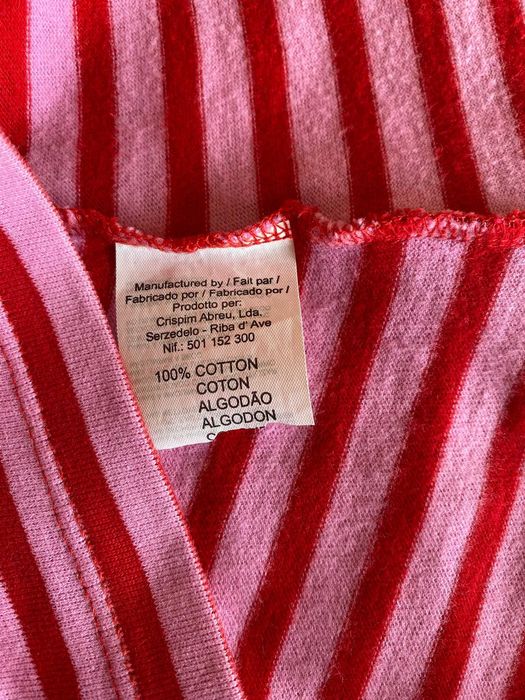 Manufactured by / Fait par /
Fabricado por / Fabricado por /
Prodotto per:
Crispim Abreu, Lda.
Serzedelo - Riba d' Ave
Nif.: 501 152 300
100% COTTON
COTON
ALGODÃO
ALGODON